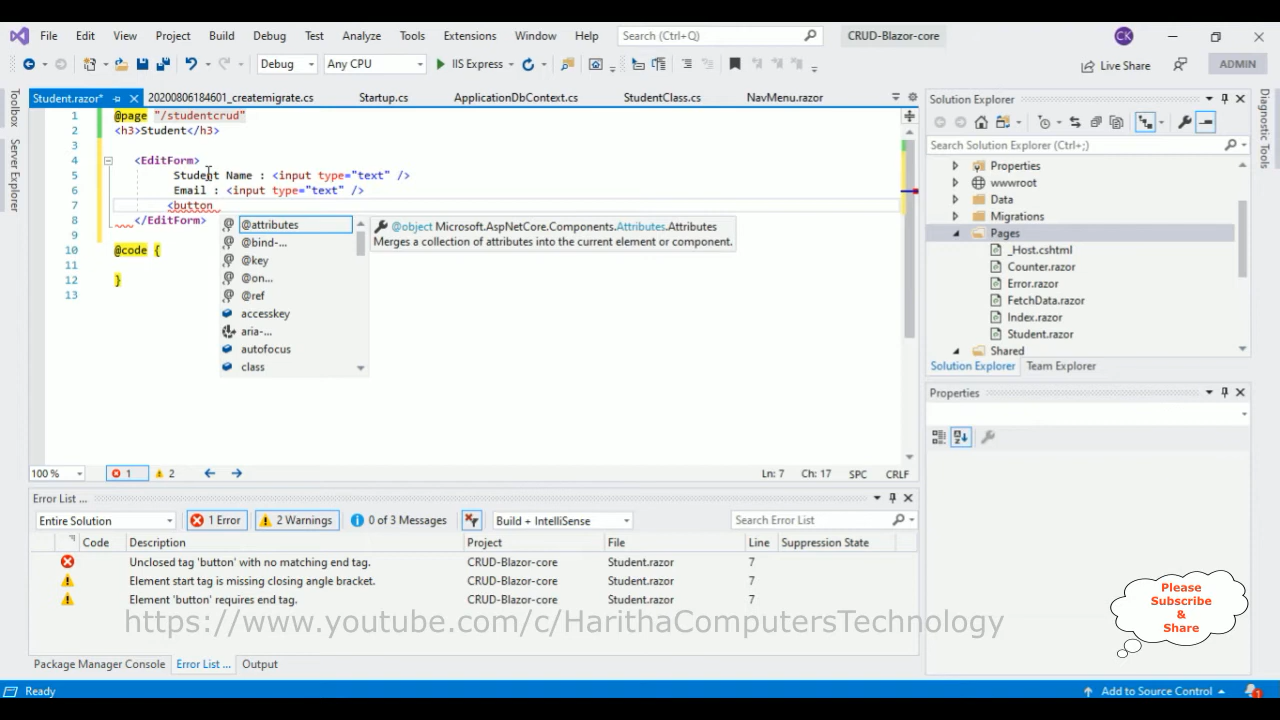 File Edit View Project Build Debug Test Analyze Tools Extensions Window Help Search (Ctrl+Q) CRUD-Blazor-core CK
Debug Any CPU IIS Express Live Share ADMIN
Toolbox
Server Explorer
Student.razor* 20200806184601_createmigrate.cs Startup.cs ApplicationDbContext.cs StudentClass.cs NavMenu.razor
1 @page "/studentcrud"
2 <h3>Student</h3>
3
4 <EditForm>
5 Student Name : <input type="text" />
6 Email : <input type="text" />
7 <button
8 </EditForm>
9
10 @code {
11
12 }
13
@attributes
@bind-...
@key
@on...
@ref
accesskey
aria-...
autofocus
class
@object Microsoft.AspNetCore.Components.Attributes.Attributes
Merges a collection of attributes into the current element or component.
100 % 1 2 Ln: 7 Ch: 17 SPC CRLF
Error List ...
Entire Solution 1 Error 2 Warnings 0 of 3 Messages Build + IntelliSense Search Error List
Code Description Project File Line Suppression State
Unclosed tag 'button' with no matching end tag. CRUD-Blazor-core Student.razor 7
Element start tag is missing closing angle bracket. CRUD-Blazor-core Student.razor 7
Element 'button' requires end tag. CRUD-Blazor-core Student.razor 7
https://www.youtube.com/c/HarithaComputersTechnology
Package Manager Console Error List ... Output
Ready Add to Source Control 1
Solution Explorer
Search Solution Explorer (Ctrl+;)
Properties
wwwroot
Data
Migrations
Pages
_Host.cshtml
Counter.razor
Error.razor
FetchData.razor
Index.razor
Student.razor
Shared
Solution Explorer Team Explorer
Properties
Diagnostic Tools
Please
Subscribe
&
Share